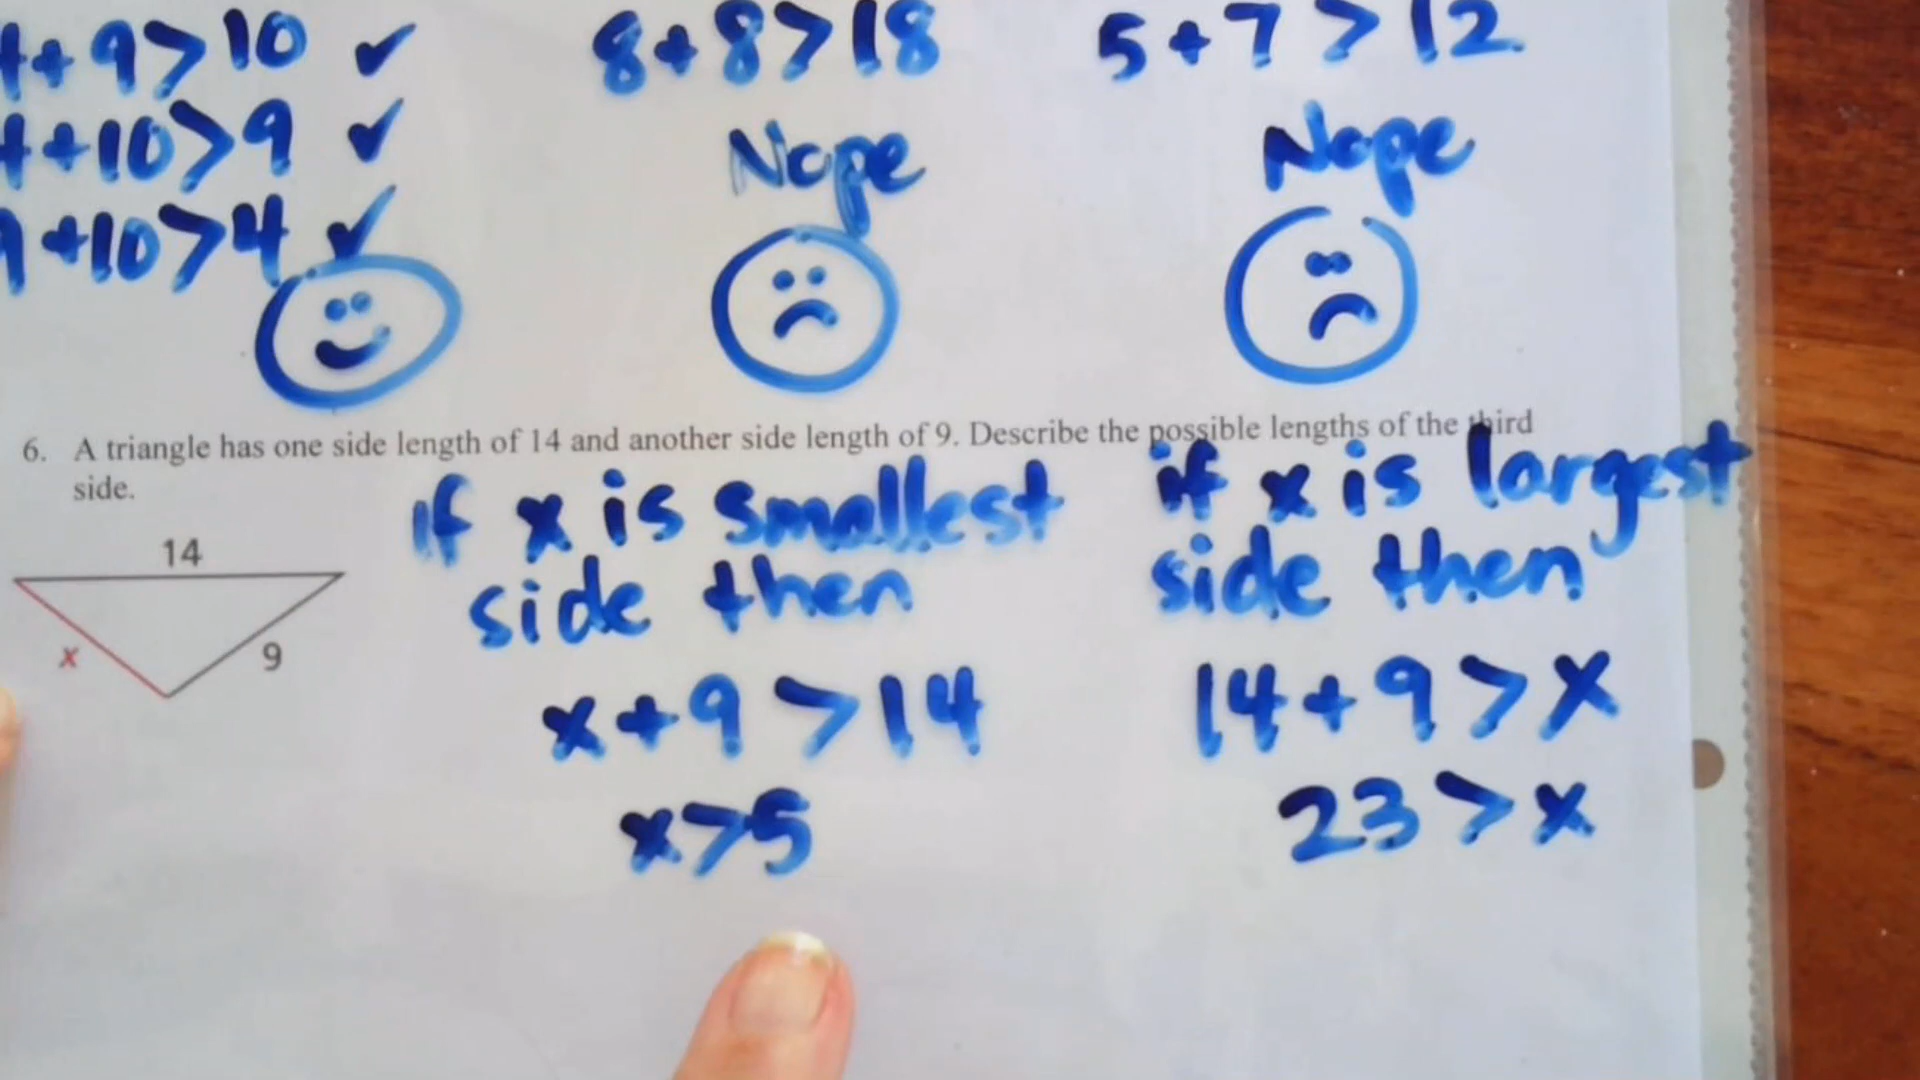 + 9 > 10 ✓
8 + 8 > 18
5 + 7 > 12
+ 10 > 9 ✓
Nope
Nope
+ 10 > 4 ✓
6. A triangle has one side length of 14 and another side length of 9. Describe the possible lengths of the third
side.
if x is smallest
side then
x + 9 > 14
x > 5
if x is largest
side then
14 + 9 > x
23 > x
14
x
9